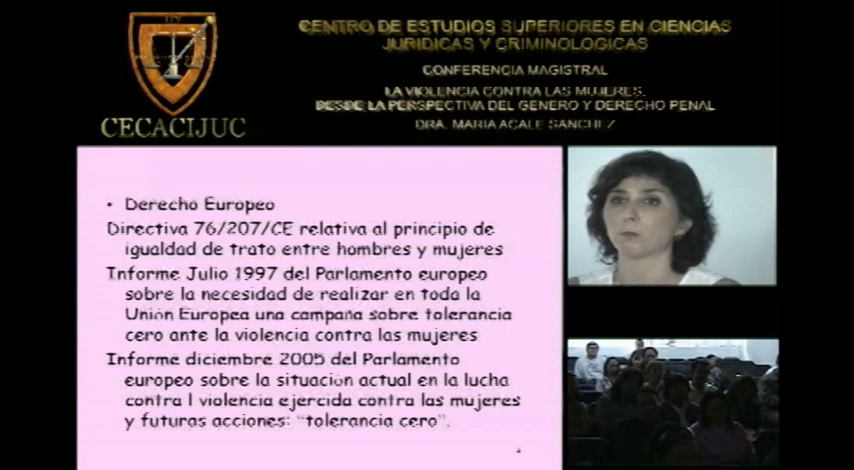 CENTRO DE ESTUDIOS SUPERIORES EN CIENCIAS
JURIDICAS Y CRIMINOLOGICAS
CONFERENCIA MAGISTRAL
LA VIOLENCIA CONTRA LAS MUJERES.
DESDE LA PERSPECTIVA DEL GENERO Y DERECHO PENAL
DRA. MARIA ACALE SANCHEZ
CECACIJUC
• Derecho Europeo
Directiva 76/207/CE relativa al principio de
igualdad de trato entre hombres y mujeres
Informe Julio 1997 del Parlamento europeo
sobre la necesidad de realizar en toda la
Unión Europea una campaña sobre tolerancia
cero ante la violencia contra las mujeres
Informe diciembre 2005 del Parlamento
europeo sobre la situación actual en la lucha
contra l violencia ejercida contra las mujeres
y futuras acciones: "tolerancia cero".